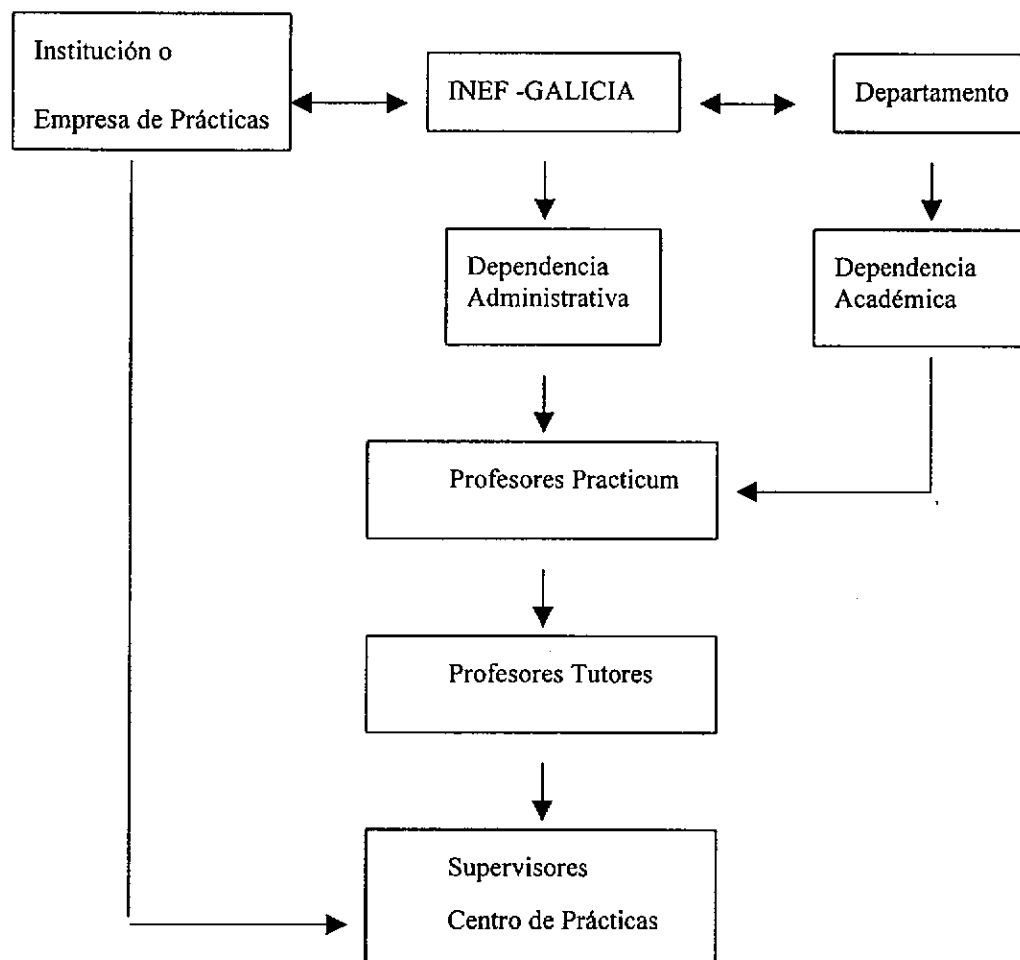 Institución o
Empresa de Prácticas
INEF -GALICIA
Departamento
Dependencia
Administrativa
Dependencia
Académica
Profesores Practicum
Profesores Tutores
Supervisores
Centro de Prácticas